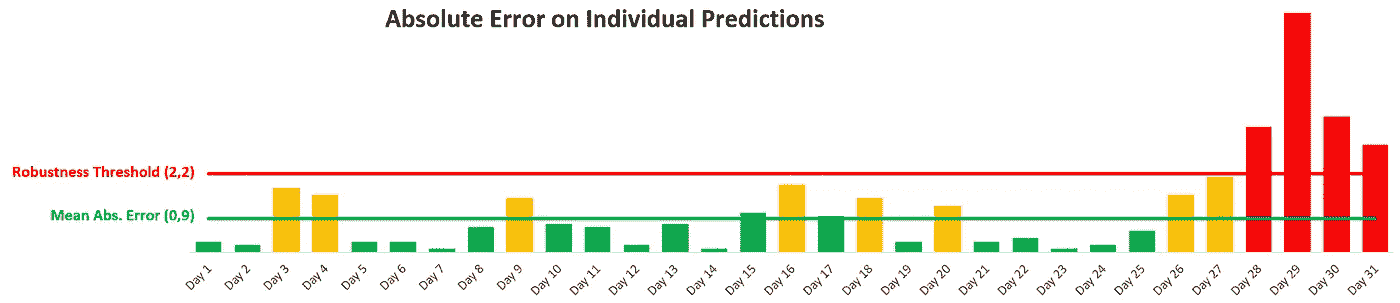 Absolute Error on Individual Predictions
Robustness Threshold (2,2)
Mean Abs. Error (0,9)
Day 1
Day 2
Day 3
Day 4
Day 5
Day 6
Day 7
Day 8
Day 9
Day 10
Day 11
Day 12
Day 13
Day 14
Day 15
Day 16
Day 17
Day 18
Day 19
Day 20
Day 21
Day 22
Day 23
Day 24
Day 25
Day 26
Day 27
Day 28
Day 29
Day 30
Day 31